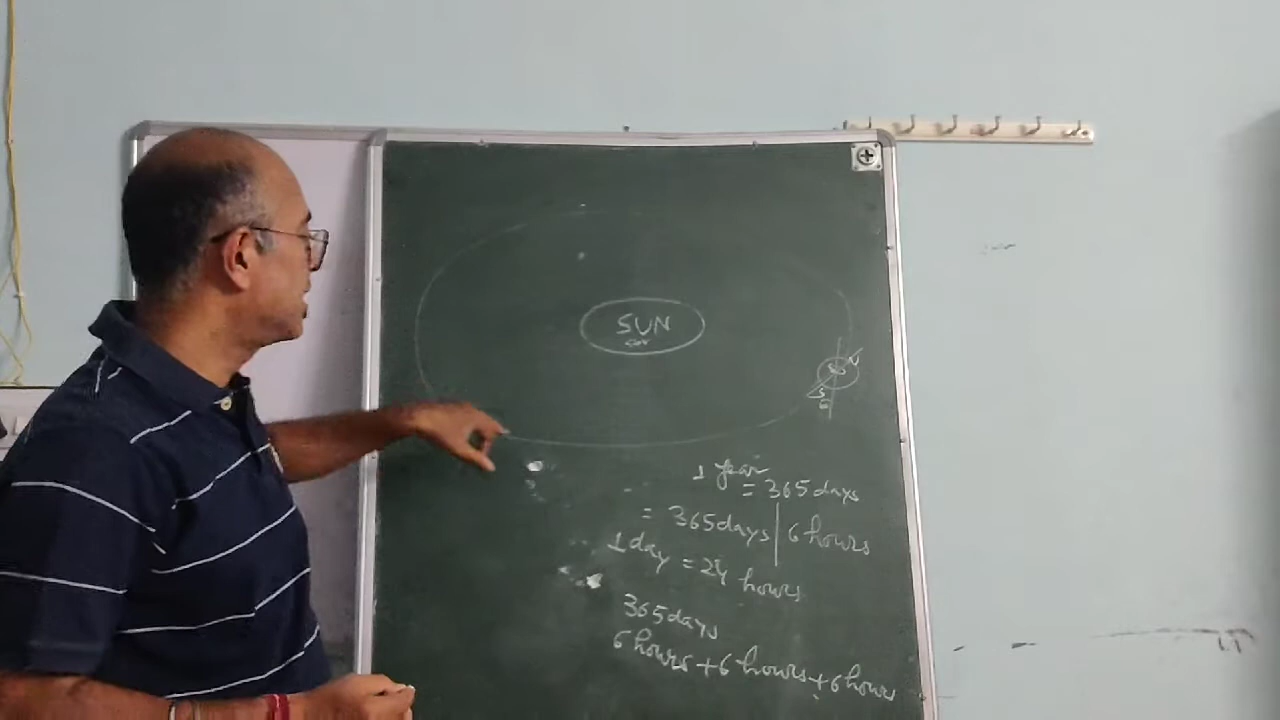 SUN
N
S
1 year
= 365 days
= 365 days | 6 hours
1 day = 24 hours
365 days
6 hours + 6 hours + 6 hour